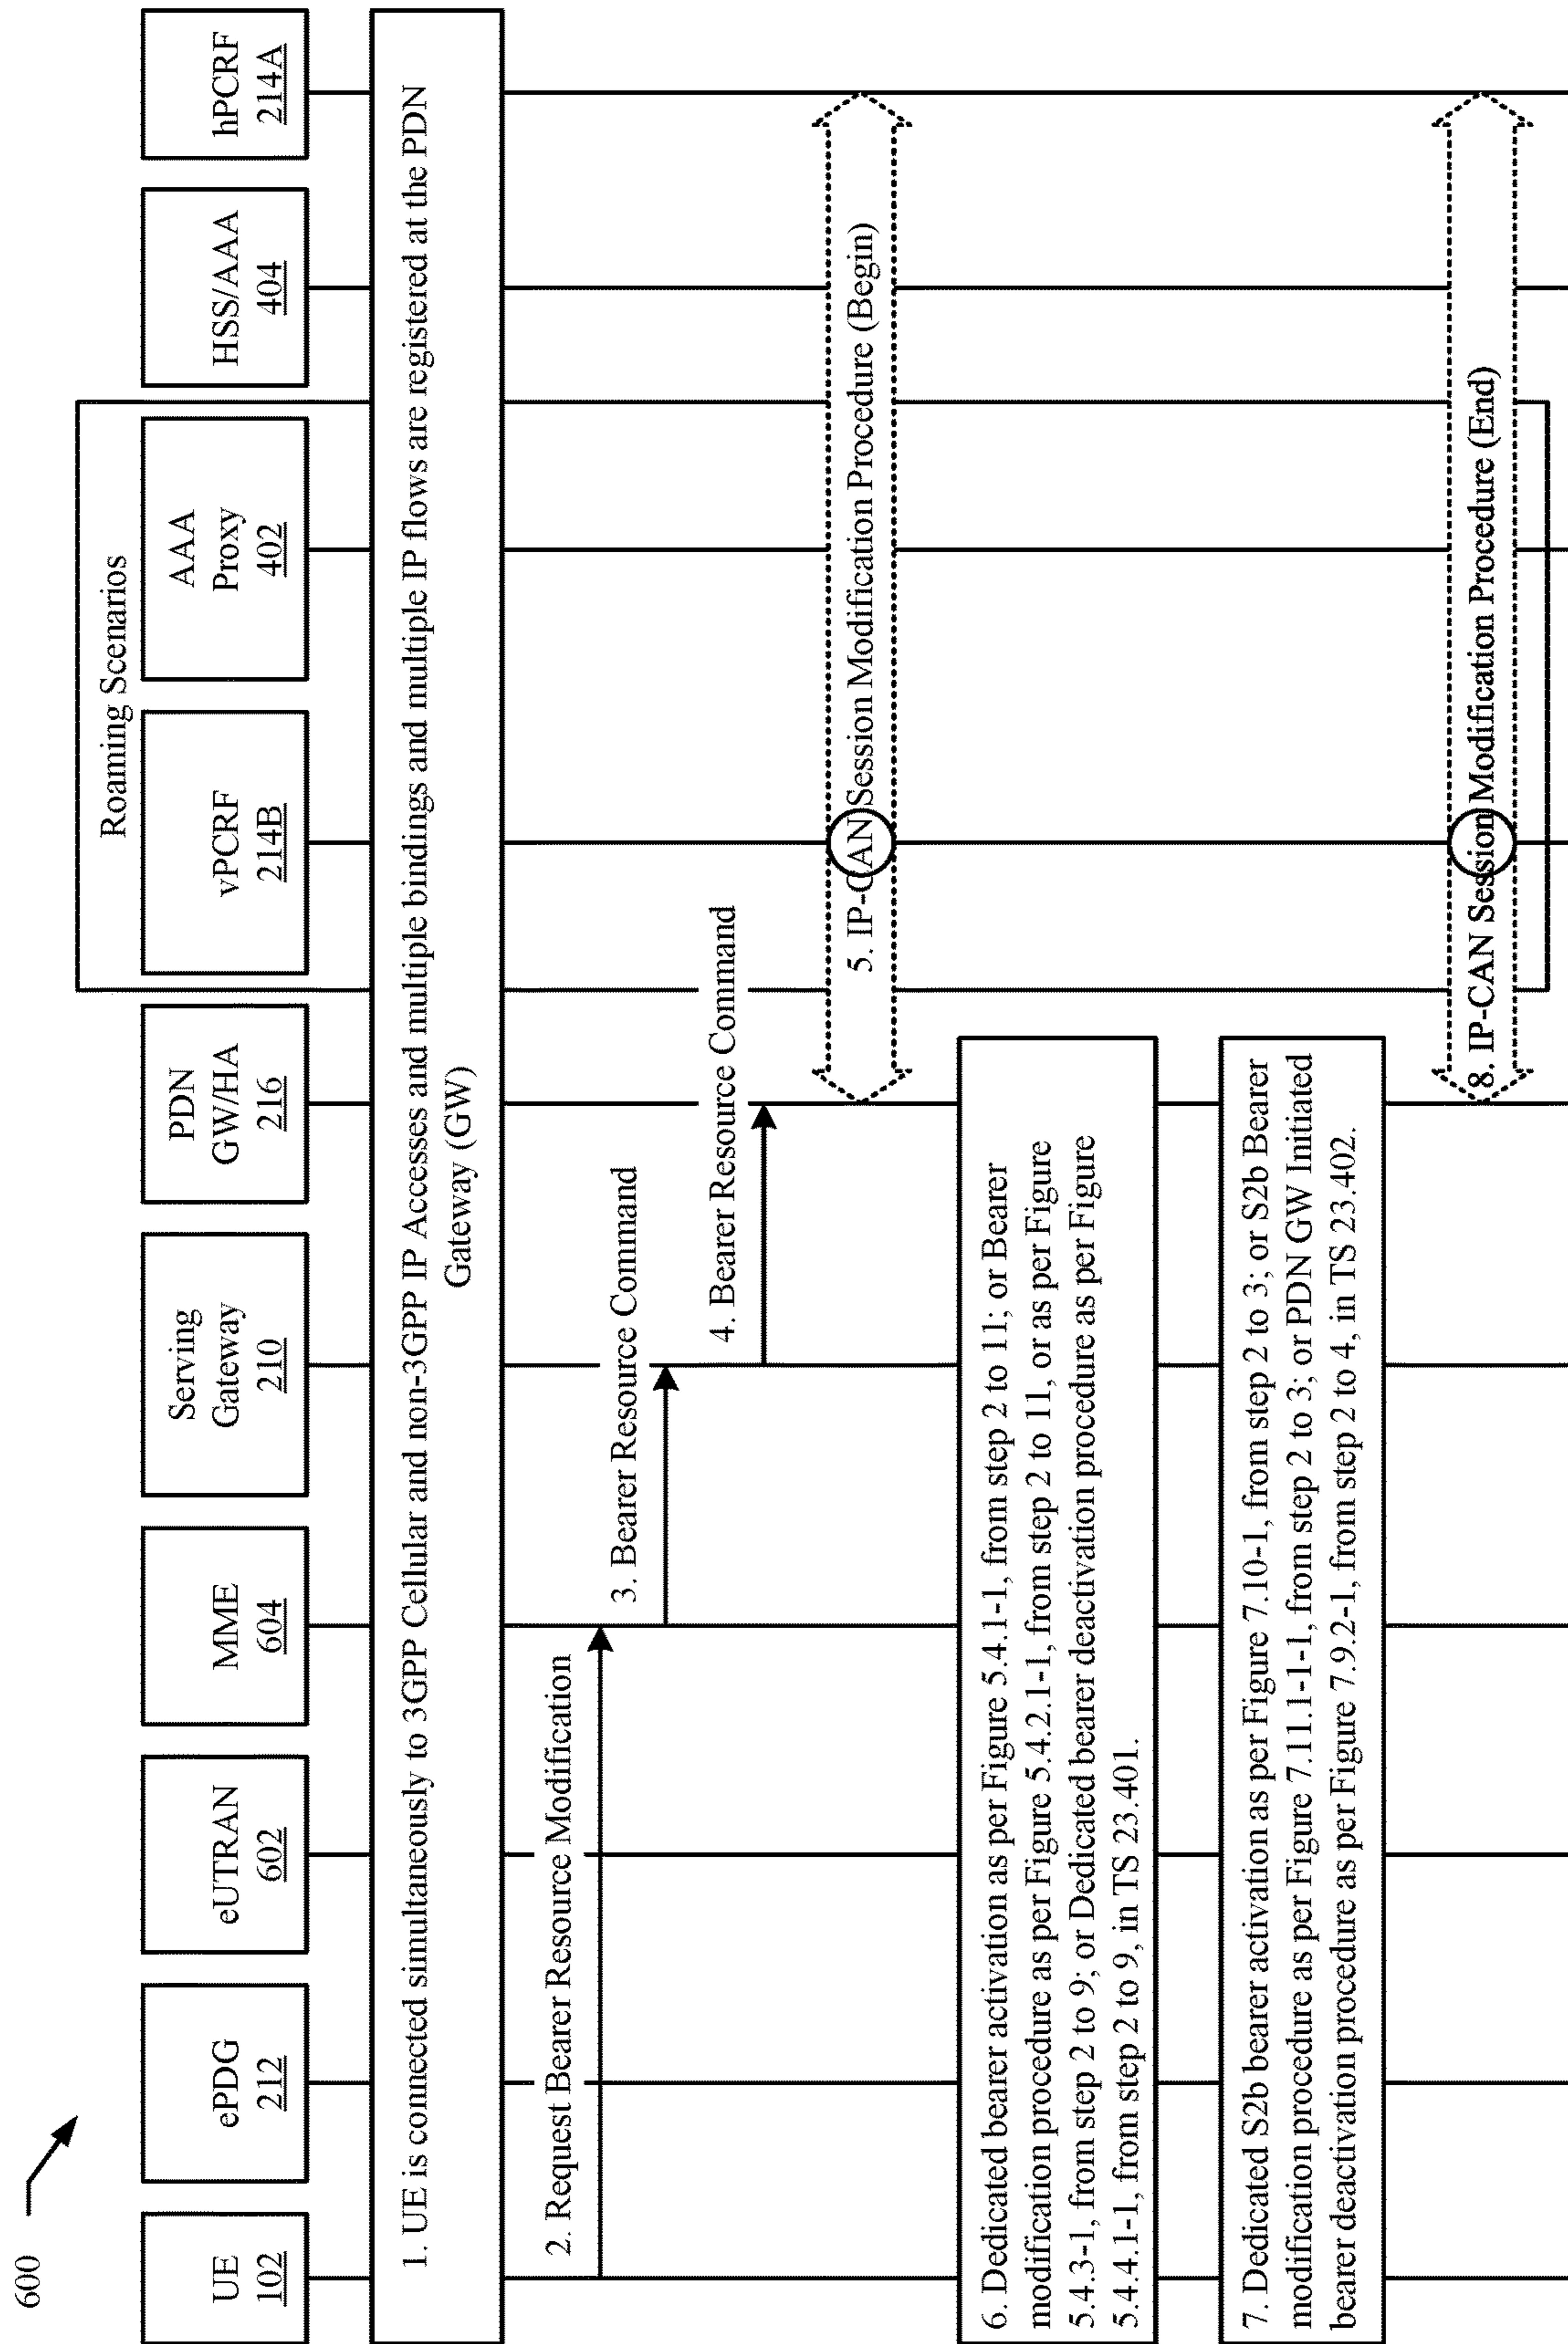 600
Roaming Scenarios
UE
102
ePDG
212
eUTRAN
602
MME
604
Serving
Gateway
210
PDN
GW/HA
216
vPCRF
214B
AAA
Proxy
402
HSS/AAA
404
hPCRF
214A
1. UE is connected simultaneously to 3GPP Cellular and non-3GPP IP Accesses and multiple bindings and multiple IP flows are registered at the PDN
Gateway (GW)
2. Request Bearer Resource Modification
3. Bearer Resource Command
4. Bearer Resource Command
5. IP-CAN Session Modification Procedure (Begin)
6. Dedicated bearer activation as per Figure 5.4.1-1, from step 2 to 11; or Bearer
modification procedure as per Figure 5.4.2.1-1, from step 2 to 11, or as per Figure
5.4.3-1, from step 2 to 9; or Dedicated bearer deactivation procedure as per Figure
5.4.4.1-1, from step 2 to 9, in TS 23.401.
7. Dedicated S2b bearer activation as per Figure 7.10-1, from step 2 to 3; or S2b Bearer
modification procedure as per Figure 7.11.1-1-1, from step 2 to 3; or PDN GW Initiated
bearer deactivation procedure as per Figure 7.9.2-1, from step 2 to 4, in TS 23.402.
8. IP-CAN Session Modification Procedure (End)